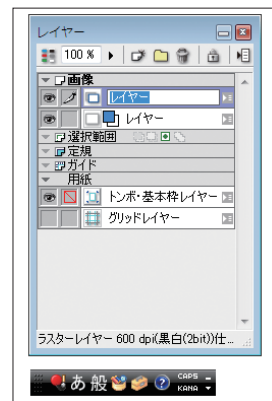 レイヤー
100 %
画像
レイヤー
レイヤー
選択範囲
定規
ガイド
用紙
トンボ・基本枠レイヤー
グリッドレイヤー
ラスターレイヤー 600 dpi(黒白(2bit))仕...
あ 般 CAPS
KANA